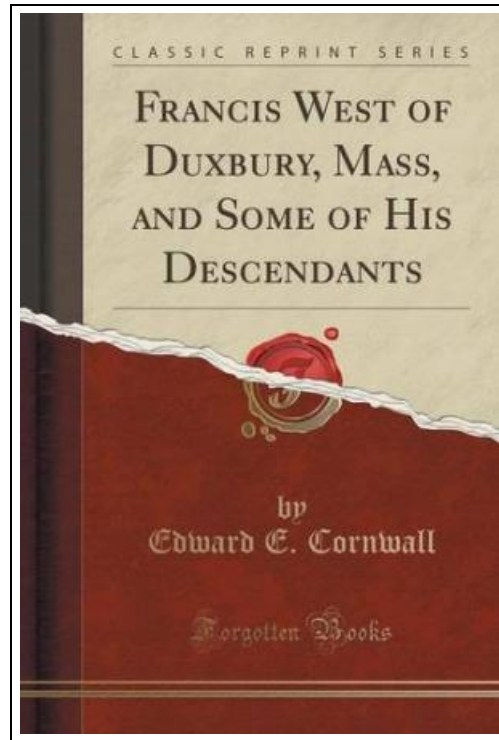 CLASSIC REPRINT SERIES
FRANCIS WEST OF
DUXBURY, MASS,
AND SOME OF HIS
DESCENDANTS
by
Edward E. Cornwall
Forgotten Books